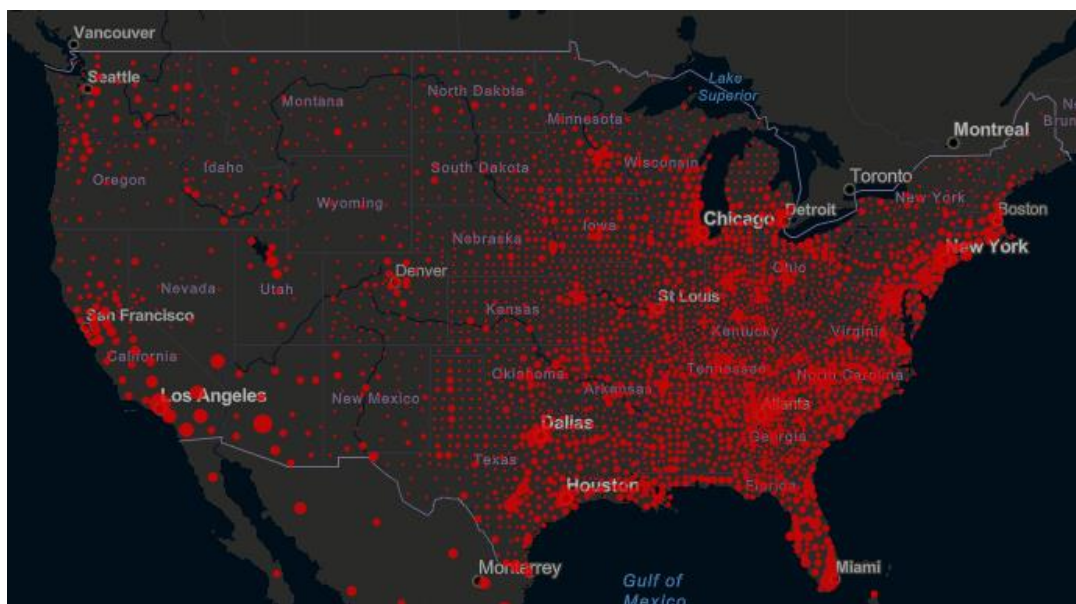 Vancouver
Seattle
Lake
Superior
Montana
North Dakota
Minnesota
Montreal
Wisconsin
Idaho
South Dakota
Toronto
Oregon
Wyoming
New York
Boston
Chicago
Detroit
Iowa
Nebraska
New York
Denver
Ohio
Nevada
Utah
St Louis
Kansas
San Francisco
Kentucky
Virginia
California
Tennessee
Oklahoma
North Carolina
Arkansas
Los Angeles
New Mexico
Atlanta
Dallas
Georgia
Texas
Houston
Florida
Monterrey
Miami
Gulf of
Mexico